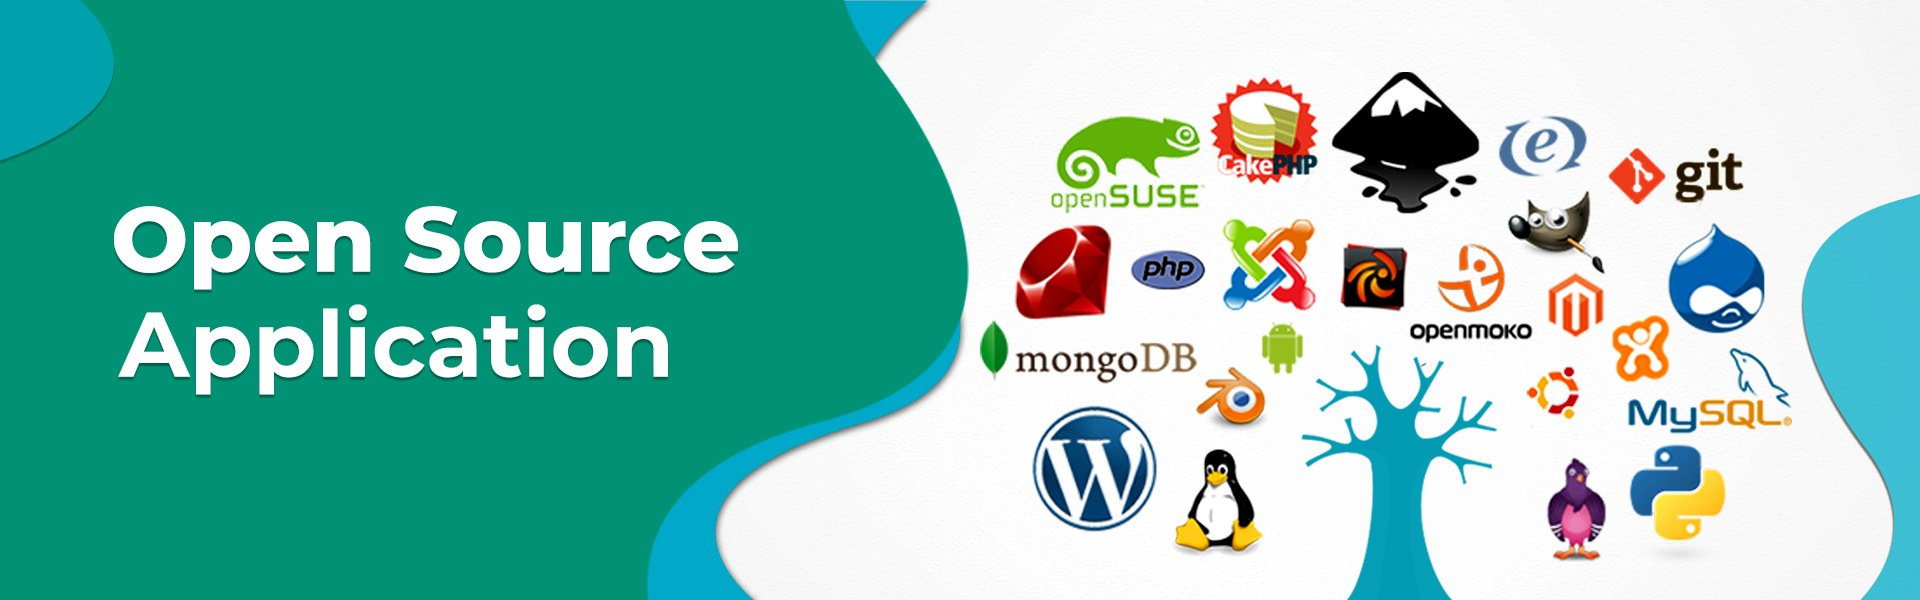 Open Source
Application
openSUSE
CakePHP
e
git
php
openmoko
mongoDB
MySQL®
W